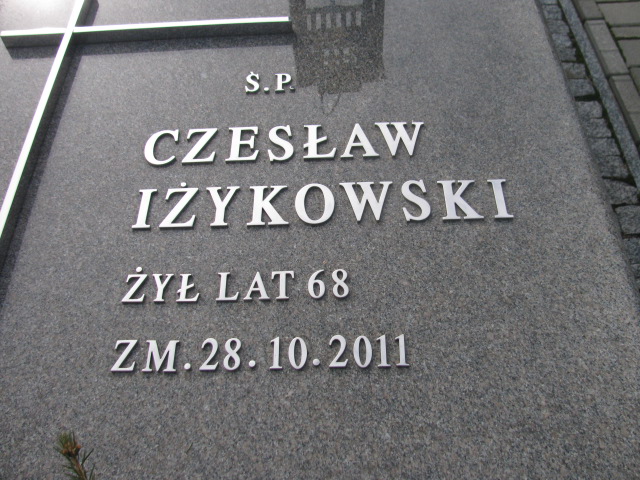 Ś.P.
CZESŁAW
IŻYKOWSKI
ŻYŁ LAT 68
ZM.28.10.2011